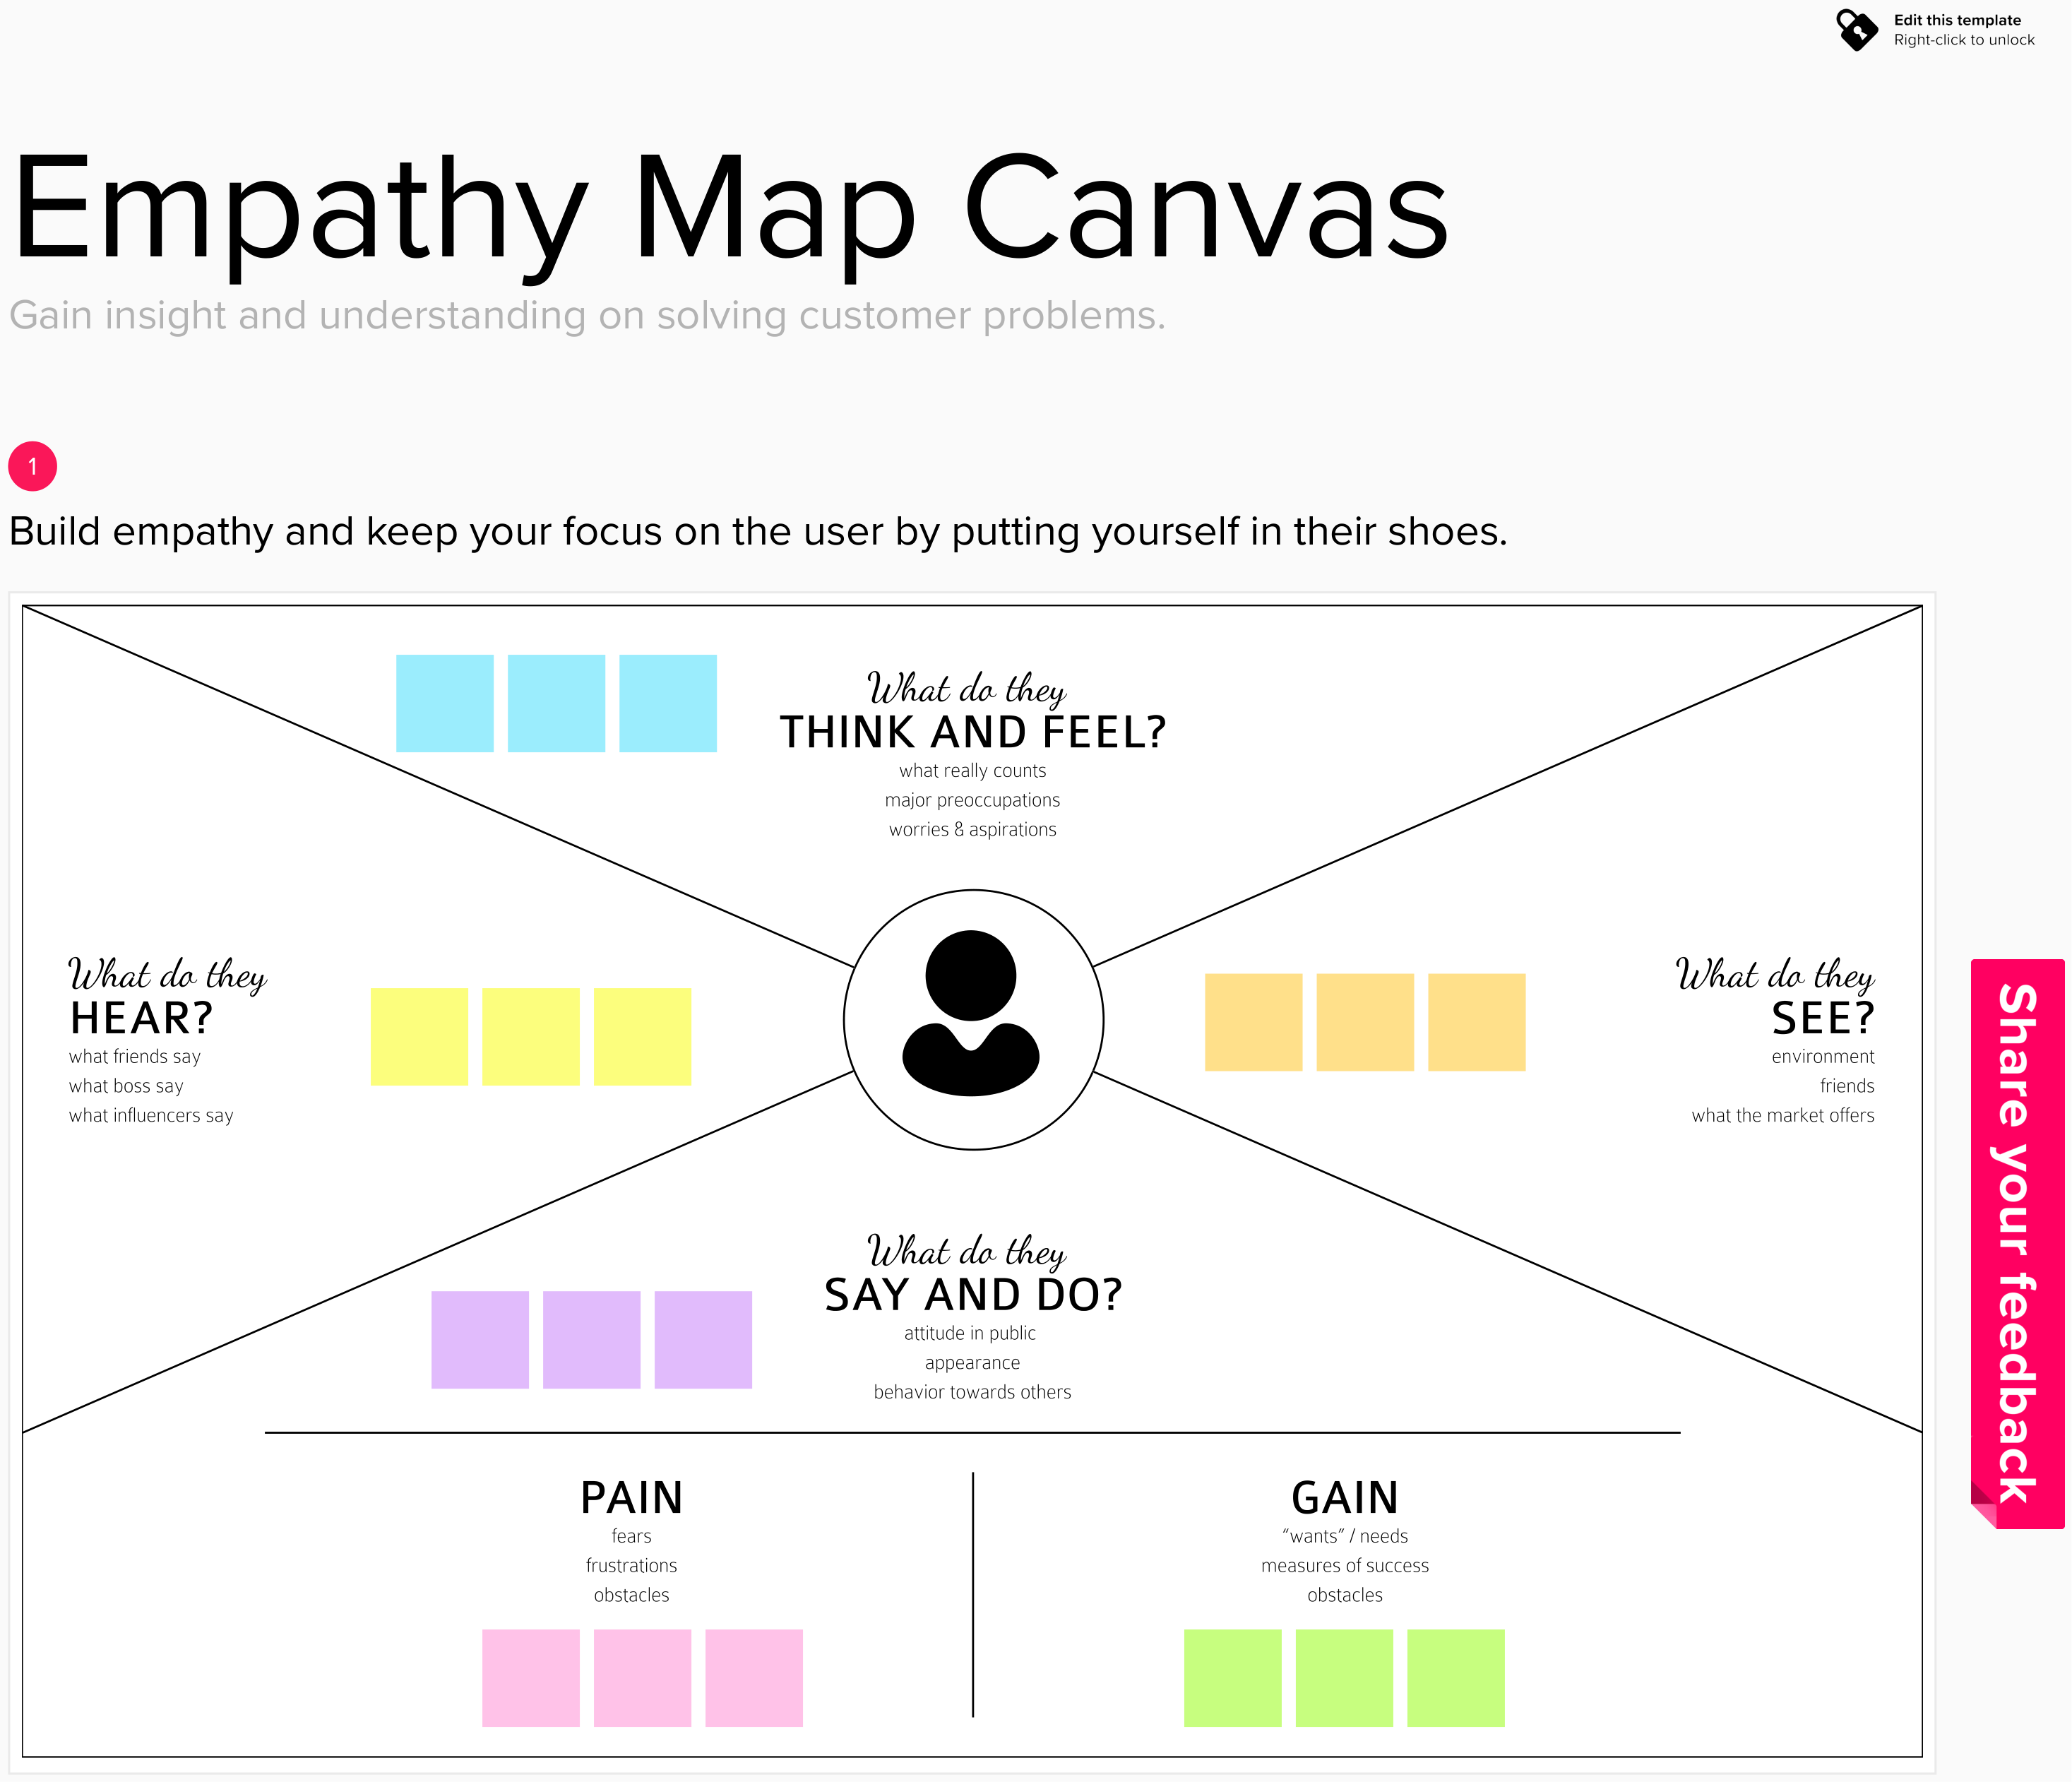 Edit this template
Right-click to unlock
Empathy Map Canvas
Gain insight and understanding on solving customer problems.
1
Build empathy and keep your focus on the user by putting yourself in their shoes.
What do they
THINK AND FEEL?
what really counts
major preoccupations
worries & aspirations
What do they
HEAR?
what friends say
what boss say
what influencers say
What do they
SEE?
environment
friends
what the market offers
What do they
SAY AND DO?
attitude in public
appearance
behavior towards others
PAIN
fears
frustrations
obstacles
GAIN
“wants” / needs
measures of success
obstacles
Share your feedback